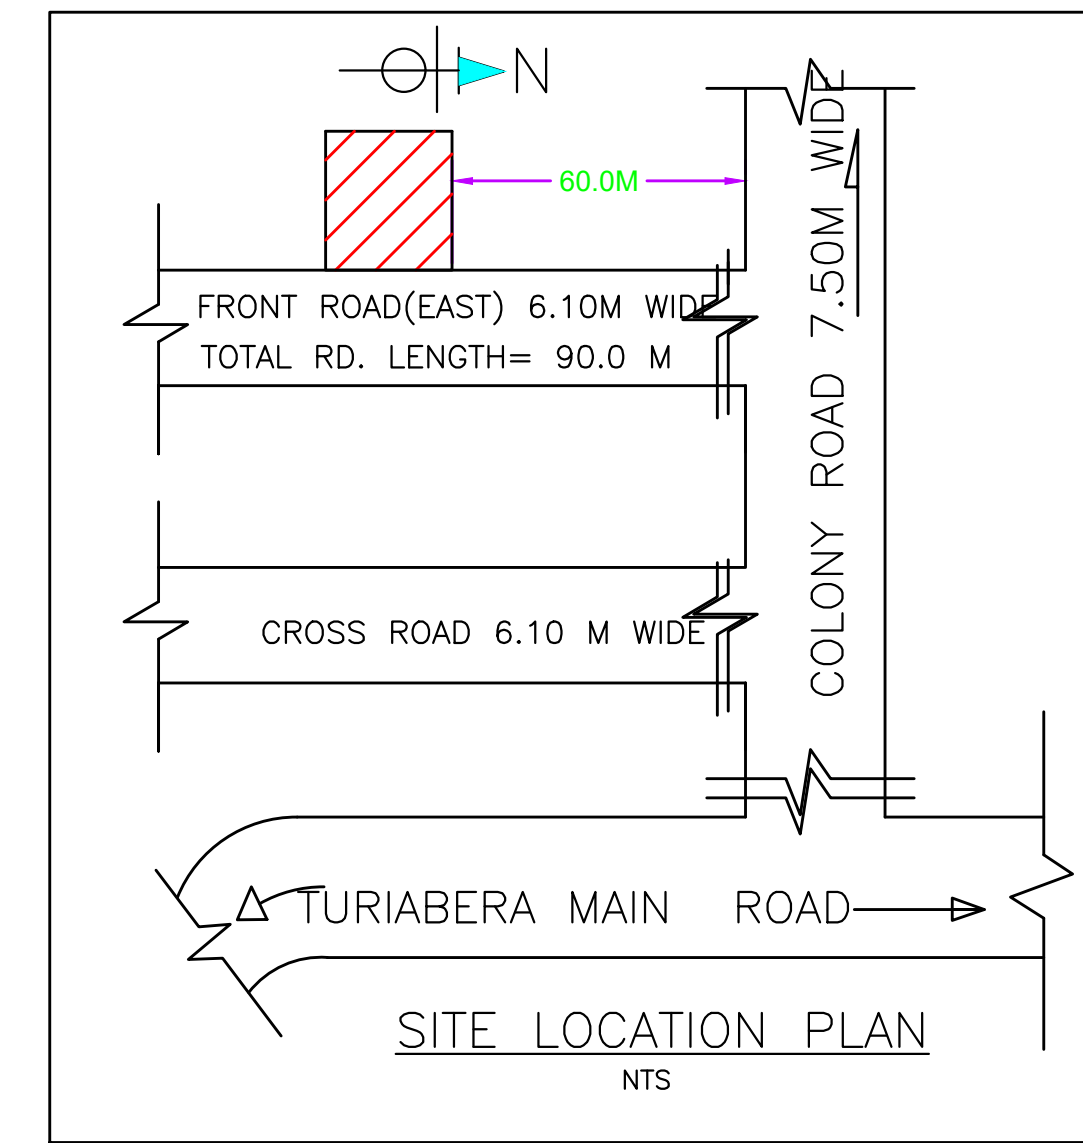 N
60.0M
FRONT ROAD(EAST) 6.10M WIDE
TOTAL RD. LENGTH= 90.0 M
COLONY ROAD 7.50M WIDE
CROSS ROAD 6.10 M WIDE
TURIABERA MAIN ROAD
SITE LOCATION PLAN
NTS